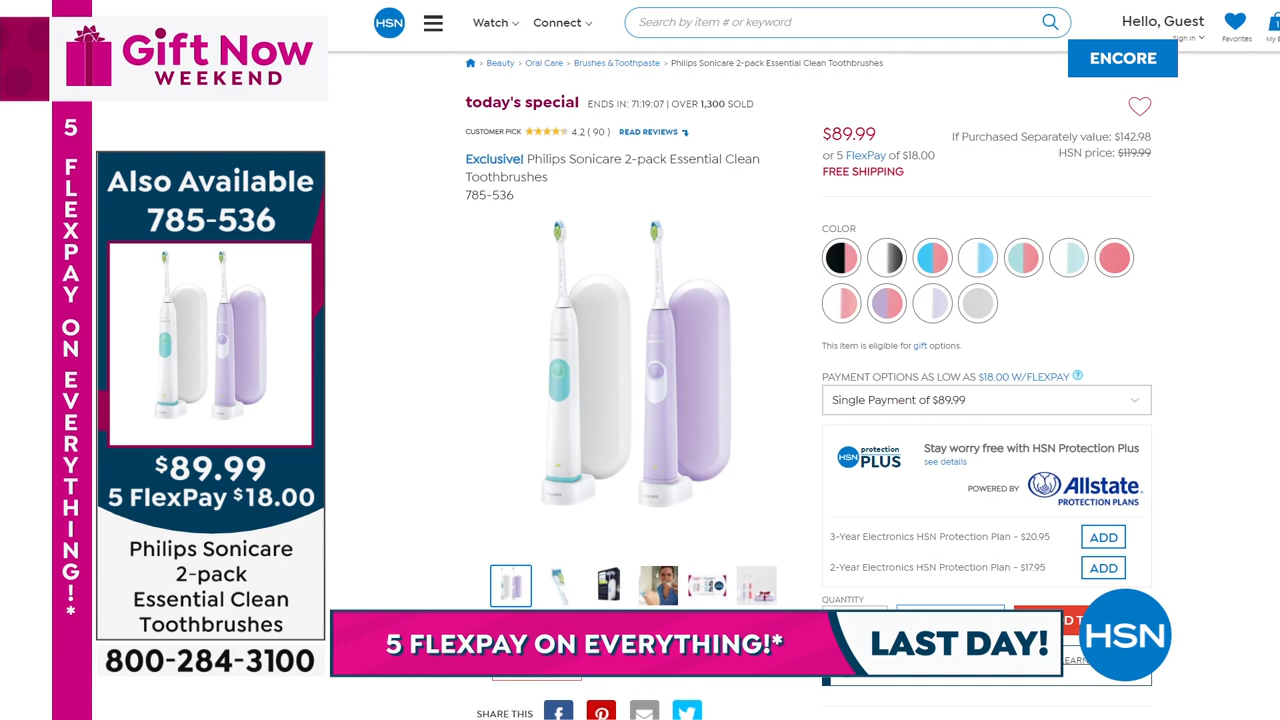 Gift Now
WEEKEND
5 FLEXPAY ON EVERYTHING!*
Also Available
785-536
$89.99
5 FlexPay $18.00
Philips Sonicare
2-pack
Essential Clean
Toothbrushes
800-284-3100
HSN
Watch
Connect
Search by item # or keyword
Hello, Guest
Sign In
Favorites
My
ENCORE
> Beauty > Oral Care > Brushes & Toothpaste > Philips Sonicare 2-pack Essential Clean Toothbrushes
today's special ENDS IN: 71:19:07 | OVER 1,300 SOLD
CUSTOMER PICK 4.2 ( 90 ) READ REVIEWS
Exclusive! Philips Sonicare 2-pack Essential Clean
Toothbrushes
785-536
$89.99
or 5 FlexPay of $18.00
FREE SHIPPING
If Purchased Separately value: $142.98
HSN price: $119.99
COLOR
This item is eligible for gift options.
PAYMENT OPTIONS AS LOW AS $18.00 W/FLEXPAY ?
Single Payment of $89.99
HSN protection PLUS
Stay worry free with HSN Protection Plus
see details
POWERED BY Allstate
PROTECTION PLANS
3-Year Electronics HSN Protection Plan - $20.95 ADD
2-Year Electronics HSN Protection Plan - $17.95 ADD
QUANTITY
5 FLEXPAY ON EVERYTHING!*
LAST DAY!
HSN
SHARE THIS